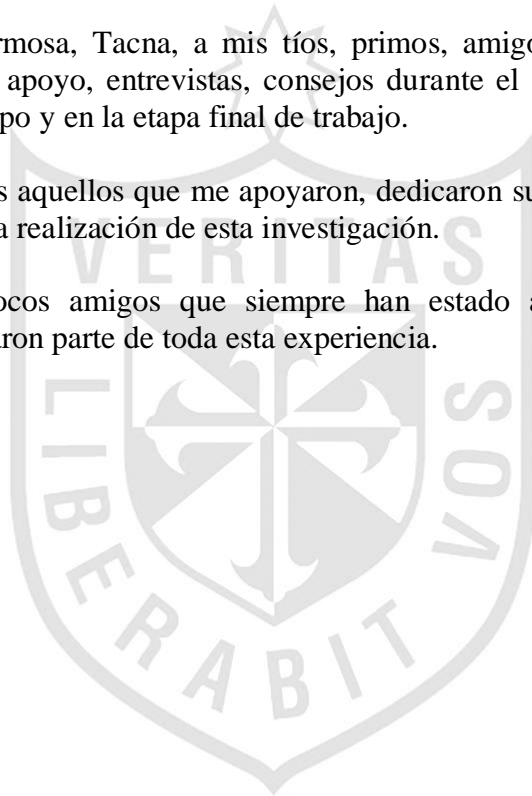 rmosa, Tacna, a mis tíos, primos, amigo
apoyo, entrevistas, consejos durante el
po y en la etapa final de trabajo.
s aquellos que me apoyaron, dedicaron su
a realización de esta investigación.
ocos amigos que siempre han estado a
ron parte de toda esta experiencia.
VERITAS
LIBERABIT
VOS